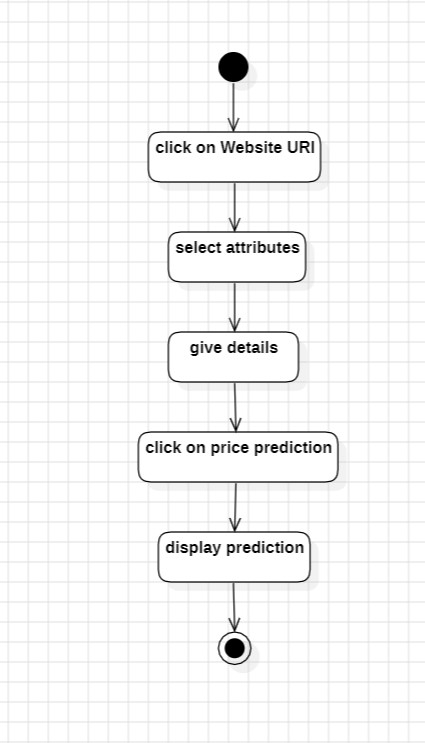 click on Website URI
select attributes
give details
click on price prediction
display prediction